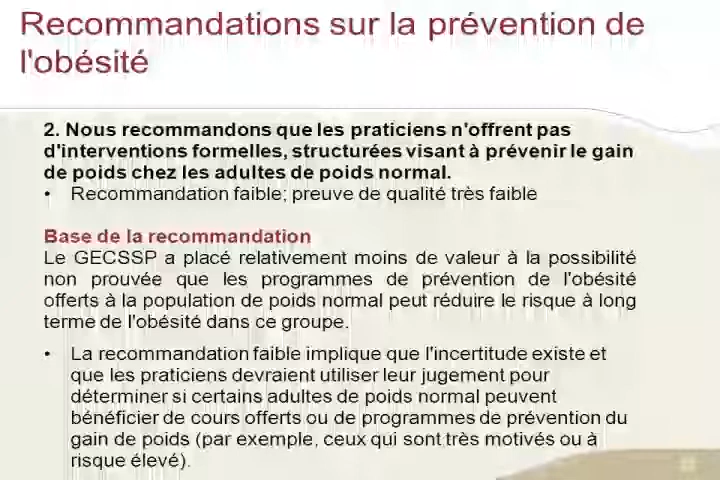 Recommandations sur la prévention de
l'obésité
2. Nous recommandons que les praticiens n'offrent pas
d'interventions formelles, structurées visant à prévenir le gain
de poids chez les adultes de poids normal.
• Recommandation faible; preuve de qualité très faible
Base de la recommandation
Le GECSSP a placé relativement moins de valeur à la possibilité
non prouvée que les programmes de prévention de l'obésité
offerts à la population de poids normal peut réduire le risque à long
terme de l'obésité dans ce groupe.
• La recommandation faible implique que l'incertitude existe et
que les praticiens devraient utiliser leur jugement pour
déterminer si certains adultes de poids normal peuvent
bénéficier de cours offerts ou de programmes de prévention du
gain de poids (par exemple, ceux qui sont très motivés ou à
risque élevé).